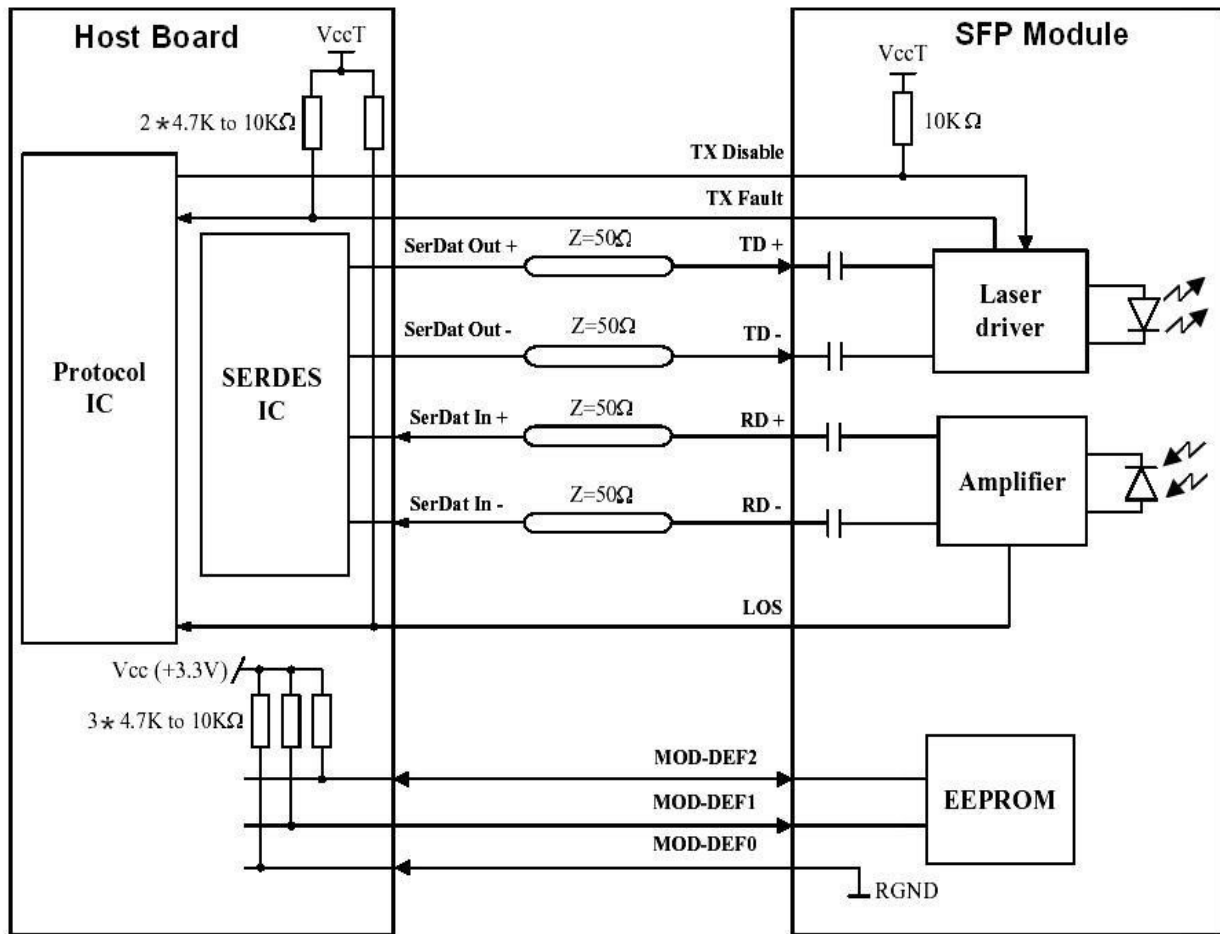 Host Board
SFP Module
VccT
VccT
2*4.7K to 10KΩ
10KΩ
TX Disable
TX Fault
SerDat Out +
Z=50Ω
TD +
Laser
driver
SerDat Out -
Z=50Ω
TD -
Protocol
IC
SERDES
IC
SerDat In +
Z=50Ω
RD +
Amplifier
SerDat In -
Z=50Ω
RD -
LOS
Vcc (+3.3V)
3*4.7K to 10KΩ
MOD-DEF2
EEPROM
MOD-DEF1
MOD-DEF0
RGND